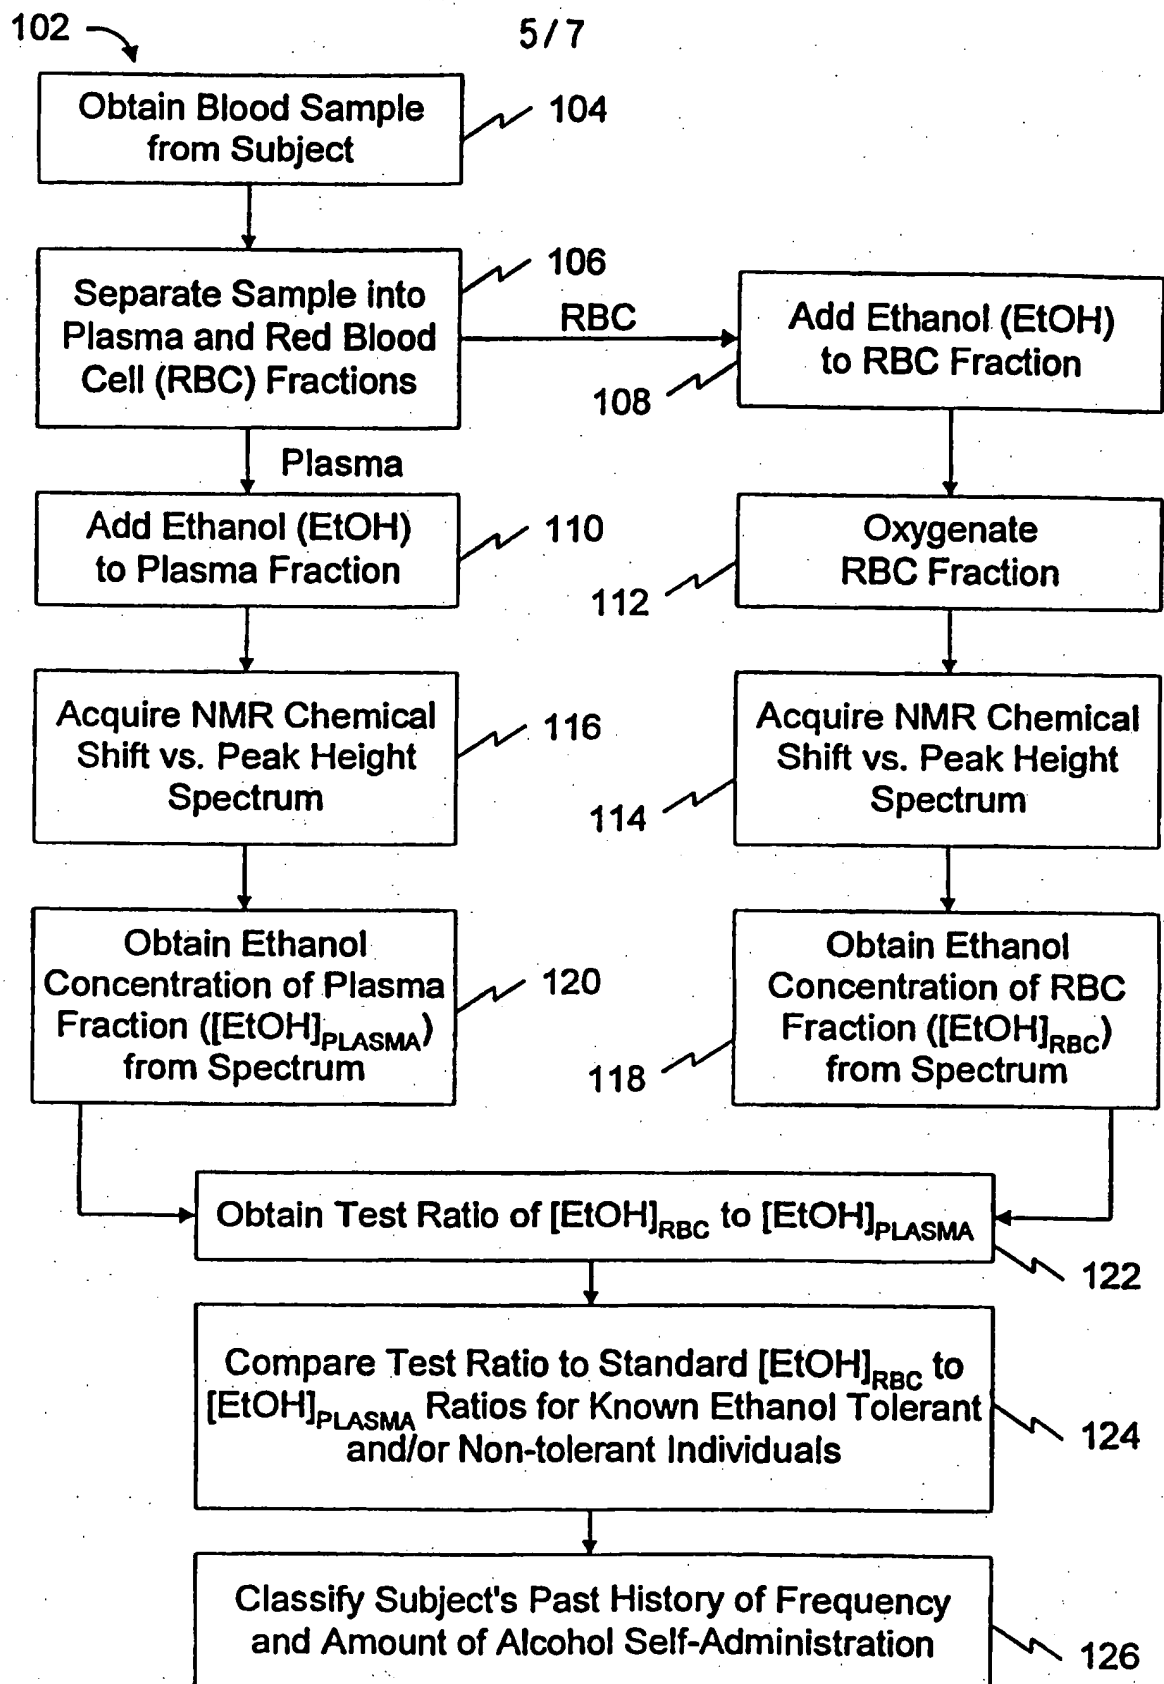 102
5/7
Obtain Blood Sample
from Subject
104
Separate Sample into
Plasma and Red Blood
Cell (RBC) Fractions
106
RBC
Add Ethanol (EtOH)
to RBC Fraction
108
Plasma
Add Ethanol (EtOH)
to Plasma Fraction
110
Oxygenate
RBC Fraction
112
Acquire NMR Chemical
Shift vs. Peak Height
Spectrum
116
Acquire NMR Chemical
Shift vs. Peak Height
Spectrum
114
Obtain Ethanol
Concentration of Plasma
Fraction ([EtOH]PLASMA)
from Spectrum
120
Obtain Ethanol
Concentration of RBC
Fraction ([EtOH]RBC)
from Spectrum
118
Obtain Test Ratio of [EtOH]RBC to [EtOH]PLASMA
122
Compare Test Ratio to Standard [EtOH]RBC to
[EtOH]PLASMA Ratios for Known Ethanol Tolerant
and/or Non-tolerant Individuals
124
Classify Subject's Past History of Frequency
and Amount of Alcohol Self-Administration
126